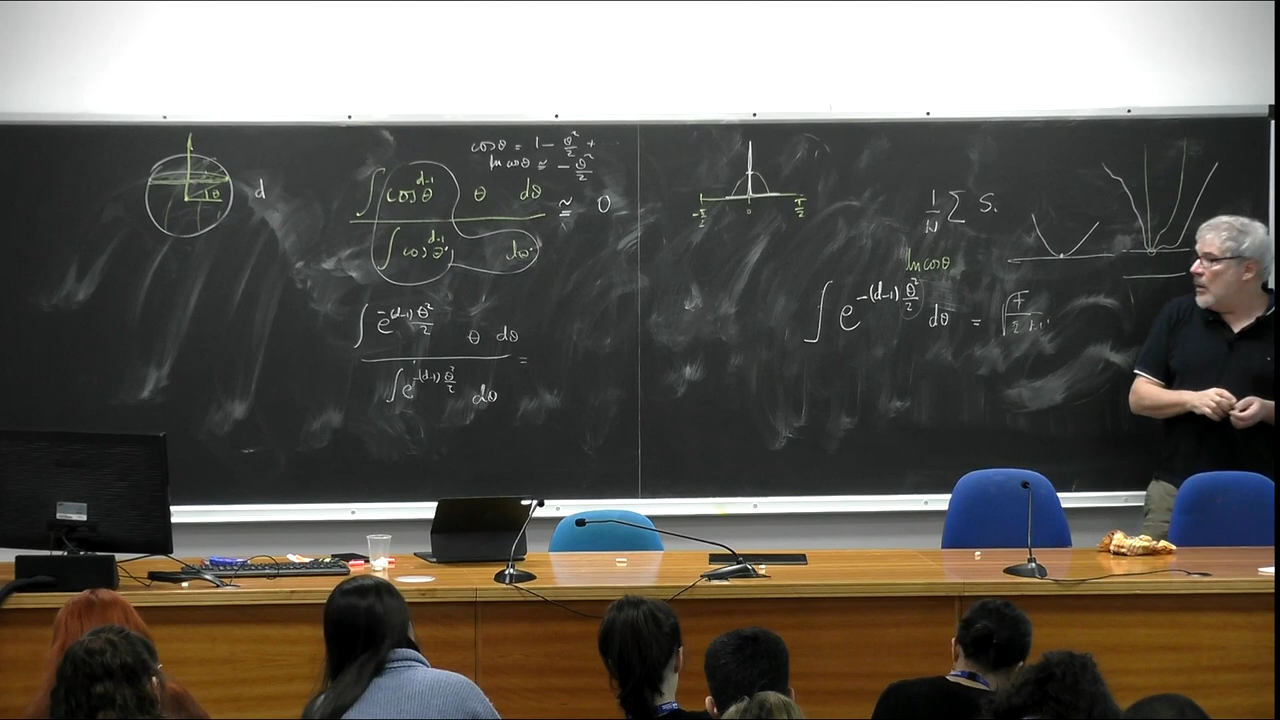 cos θ = 1 − θ²/2 + ...
ln cos θ ≅ − θ²/2
d
θ
∫ cos^{d-1} θ θ dθ
∫ cos^{d-1} θ' dθ'
≅ 0
∫ e^{-(d-1) θ²/2} θ dθ
∫ e^{-(d-1) θ²/2} dθ
=
-π/2 0 π/2
1/N ∑ Sᵢ
ln cos θ
∫ e^{-(d-1) θ²/2} dθ = √